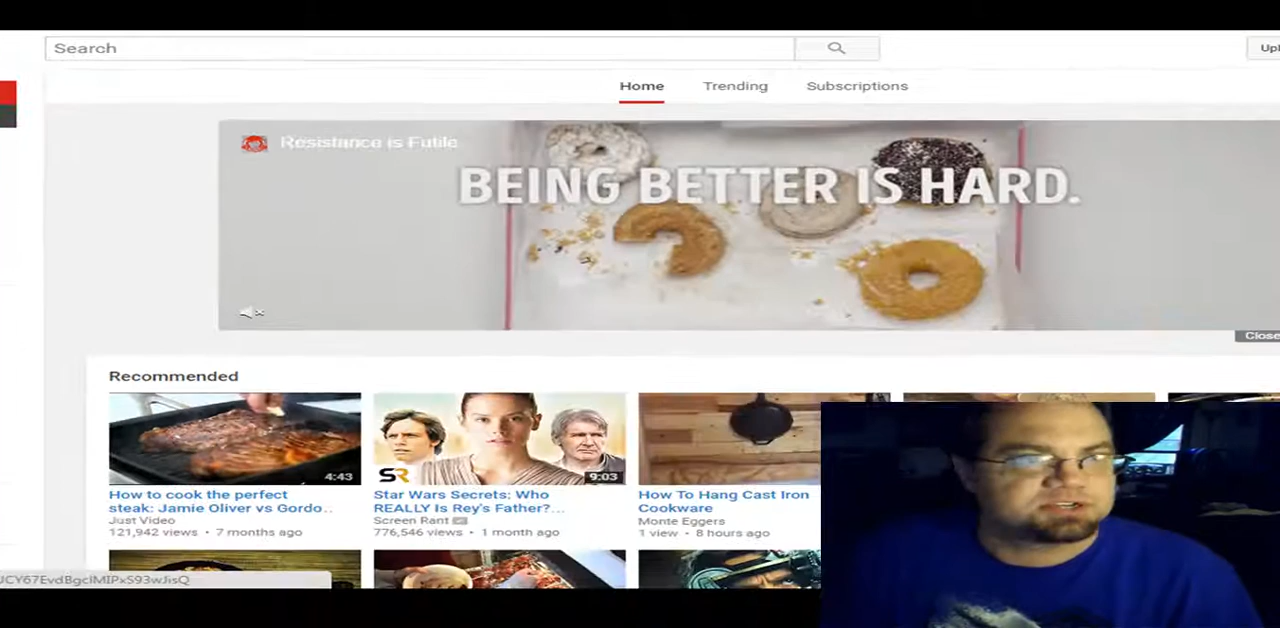 Search
Upl
Home
Trending
Subscriptions
Resistance is Futile
BEING BETTER IS HARD.
Close
Recommended
4:43
SR
9:03
How to cook the perfect
steak: Jamie Oliver vs Gordo..
Just Video
121,942 views • 7 months ago
Star Wars Secrets: Who
REALLY Is Rey's Father?...
Screen Rant
776,546 views • 1 month ago
How To Hang Cast Iron
Cookware
Monte Eggers
1 view • 8 hours ago